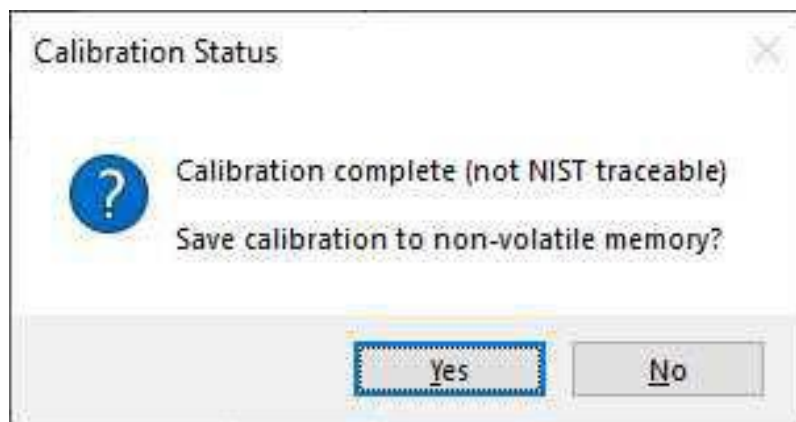 Calibration Status
?
Calibration complete (not NIST traceable)
Save calibration to non-volatile memory?
Yes
No